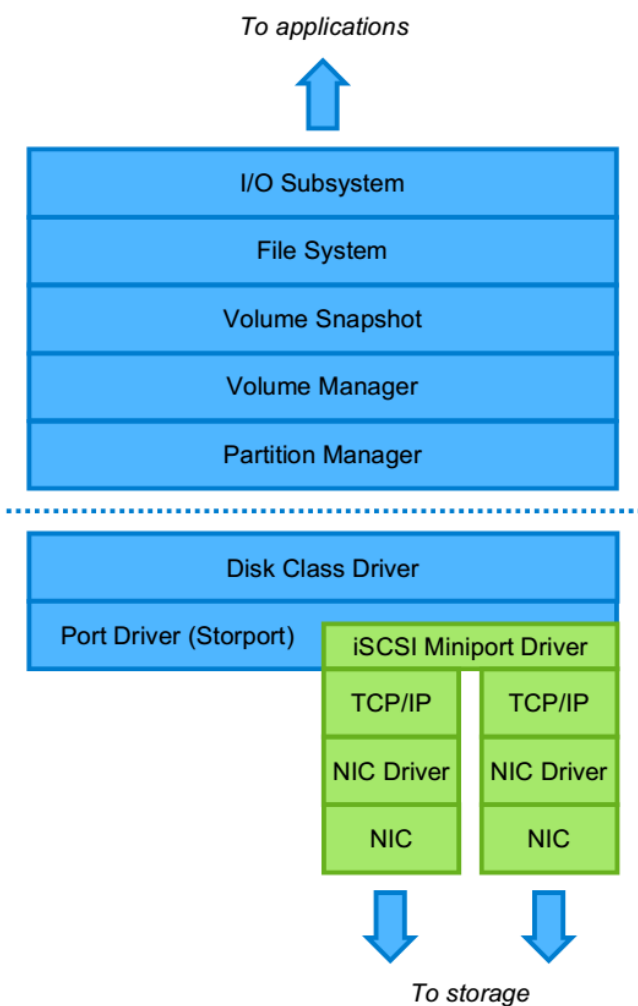 To applications
I/O Subsystem
File System
Volume Snapshot
Volume Manager
Partition Manager
Disk Class Driver
Port Driver (Storport)
iSCSI Miniport Driver
TCP/IP
TCP/IP
NIC Driver
NIC Driver
NIC
NIC
To storage